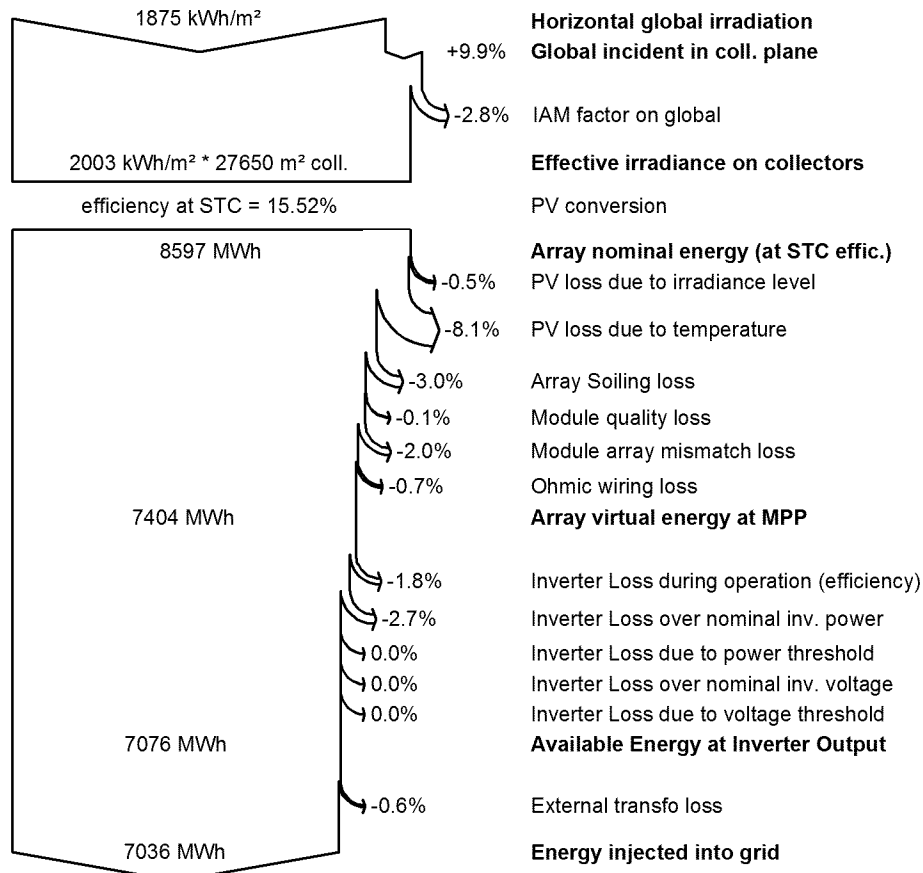 1875 kWh/m² Horizontal global irradiation
+9.9% Global incident in coll. plane
-2.8% IAM factor on global
2003 kWh/m² * 27650 m² coll. Effective irradiance on collectors
efficiency at STC = 15.52% PV conversion
8597 MWh Array nominal energy (at STC effic.)
-0.5% PV loss due to irradiance level
-8.1% PV loss due to temperature
-3.0% Array Soiling loss
-0.1% Module quality loss
-2.0% Module array mismatch loss
-0.7% Ohmic wiring loss
7404 MWh Array virtual energy at MPP
-1.8% Inverter Loss during operation (efficiency)
-2.7% Inverter Loss over nominal inv. power
0.0% Inverter Loss due to power threshold
0.0% Inverter Loss over nominal inv. voltage
0.0% Inverter Loss due to voltage threshold
7076 MWh Available Energy at Inverter Output
-0.6% External transfo loss
7036 MWh Energy injected into grid